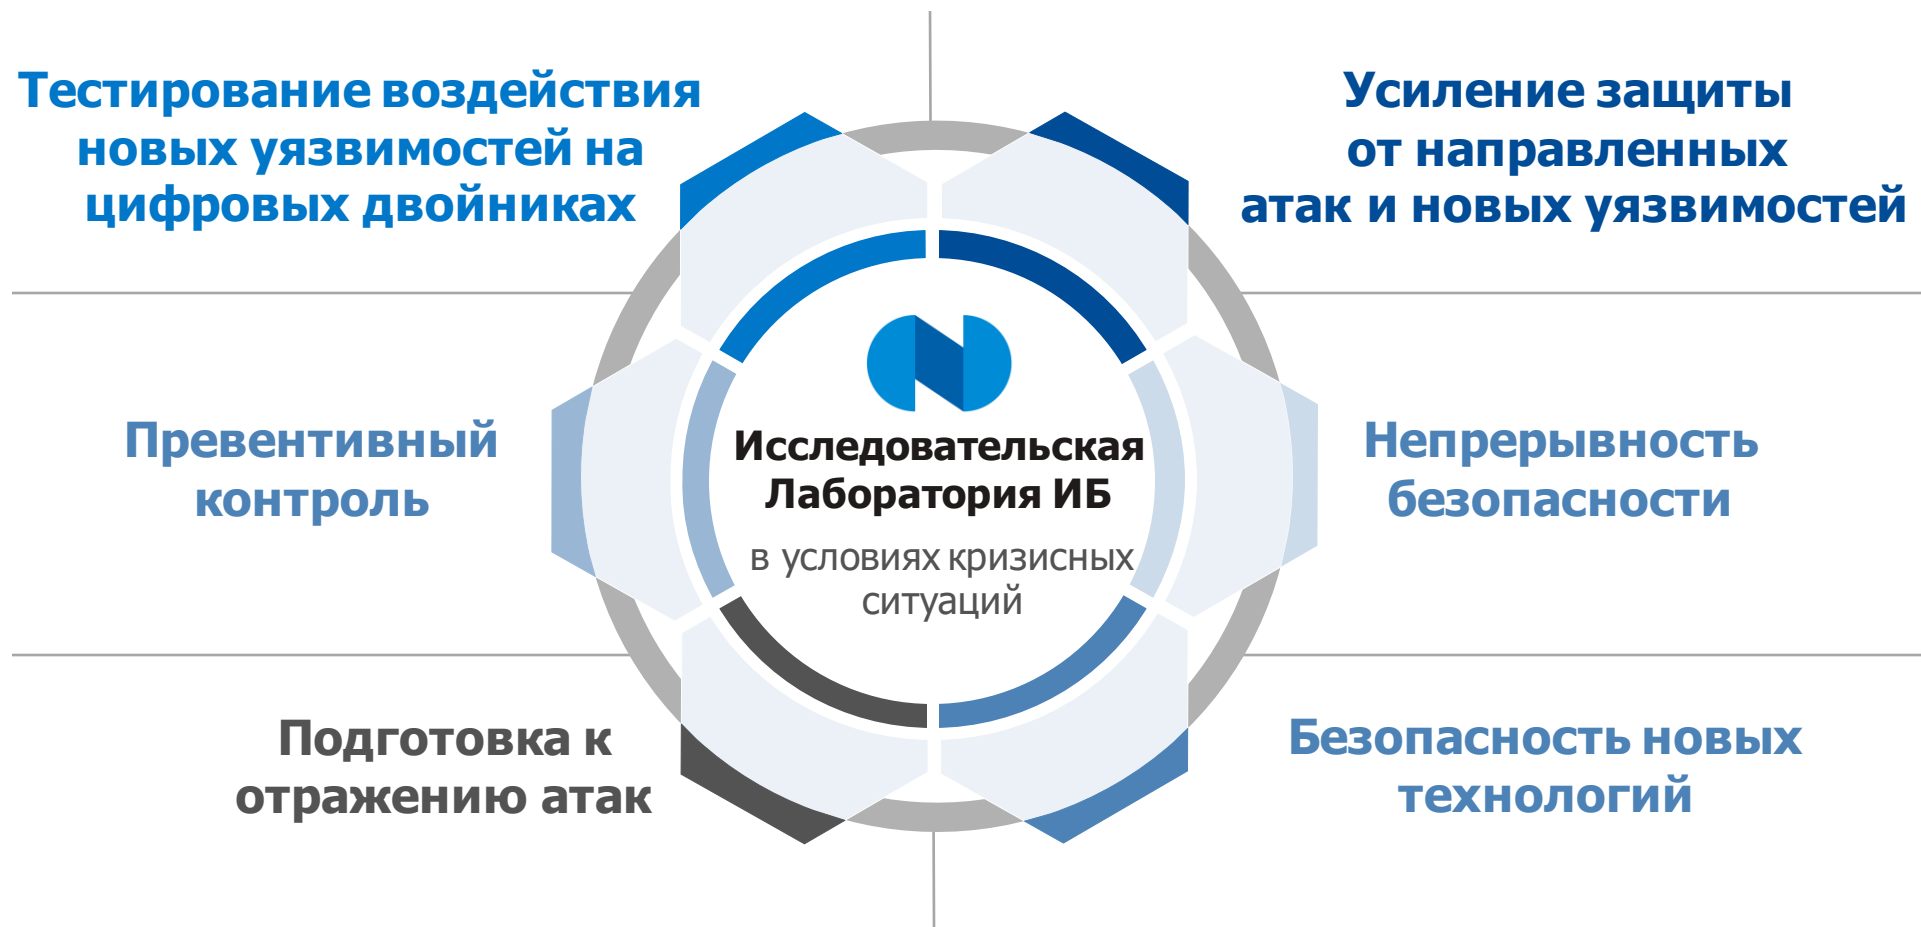 Тестирование воздействия
новых уязвимостей на
цифровых двойниках
Усиление защиты
от направленных
атак и новых уязвимостей
Превентивный
контроль
Исследовательская
Лаборатория ИБ
в условиях кризисных
ситуаций
Непрерывность
безопасности
Подготовка к
отражению атак
Безопасность новых
технологий